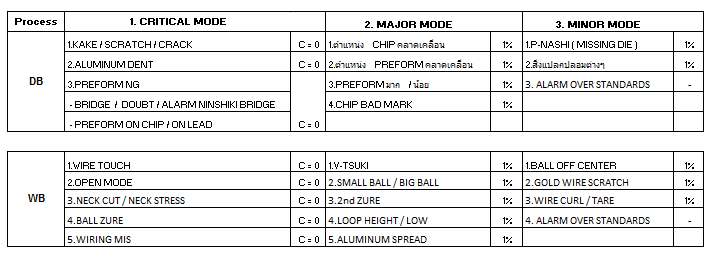 Process 1. CRITICAL MODE 2. MAJOR MODE 3. MINOR MODE
DB
1.KAKE / SCRATCH / CRACK C = 0 1.ตำแหน่ง CHIP คลาดเคลื่อน 1% 1.P-NASHI ( MISSING DIE ) 1%
2.ALUMINUM DENT C = 0 2.ตำแหน่ง PREFORM คลาดเคลื่อน 1% 2.สิ่งแปลกปลอมต่างๆ 1%
3.PREFORM NG 3.PREFORM มาก / น้อย 1% 3. ALARM OVER STANDARDS -
- BRIDGE / DOUBT / ALARM NINSHIKI BRIDGE 4.CHIP BAD MARK 1%
- PREFORM ON CHIP / ON LEAD C = 0
WB
1.WIRE TOUCH C = 0 1.V-TSUKI 1% 1.BALL OFF CENTER 1%
2.OPEN MODE C = 0 2.SMALL BALL / BIG BALL 1% 2.GOLD WIRE SCRATCH 1%
3.NECK CUT / NECK STRESS C = 0 3.2nd ZURE 1% 3.WIRE CURL / TARE 1%
4.BALL ZURE C = 0 4.LOOP HEIGHT / LOW 1% 4. ALARM OVER STANDARDS -
5.WIRING MIS C = 0 5.ALUMINUM SPREAD 1%